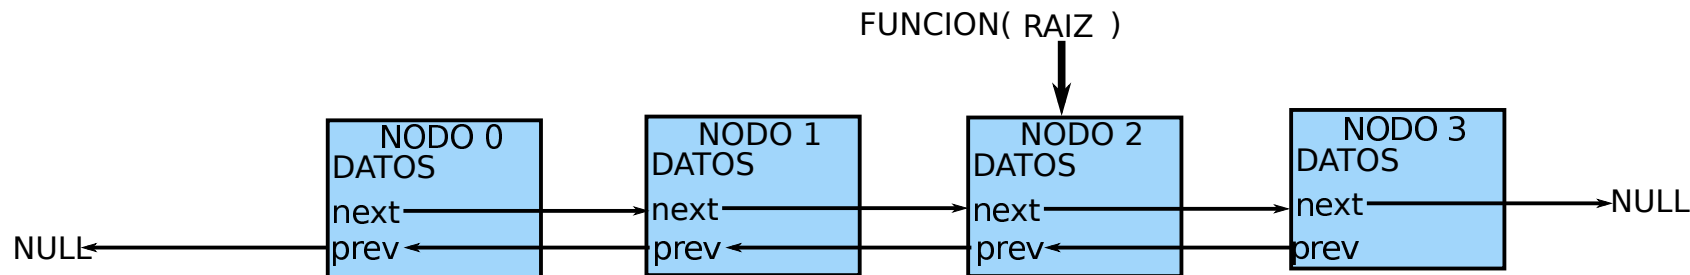 FUNCION( RAIZ )
NODO 0
DATOS
next
prev
NODO 1
DATOS
next
prev
NODO 2
DATOS
next
prev
NODO 3
DATOS
next
prev
NULL
NULL